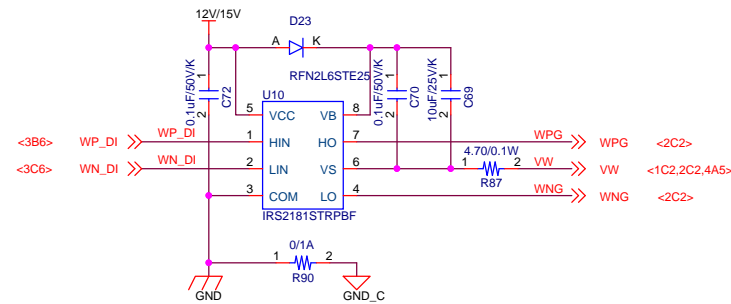 12V/15V
D23
A K
RFN2L6STE25
1 0.1uF/50V/K C72 2
1 0.1uF/50V/K C70 2
1 10uF/25V/K C69 2
U10
5 VCC VB 8
<3B6> WP_DI WP_DI 1 HIN HO 7 WPG WPG <2C2>
4.70/0.1W
<3C6> WN_DI WN_DI 2 LIN VS 6 1 2 VW <1C2,2C2,4A5>
R87
3 COM LO 4 WNG WNG <2C2>
IRS2181STRPBF
0/1A
1 2
R90
GND GND_C